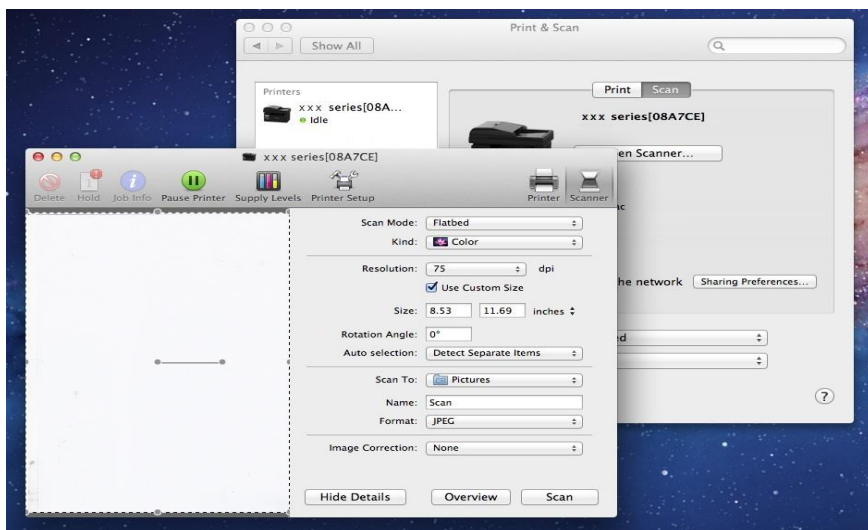 Print & Scan
Show All
Printers
xxx series[08A...
Idle
Print Scan
xxx series[08A7CE]
en Scanner...
nc
he network Sharing Preferences...
ed
?
xxx series[08A7CE]
Delete Hold Job Info Pause Printer Supply Levels Printer Setup Printer Scanner
Scan Mode: Flatbed
Kind: Color
Resolution: 75 dpi
Use Custom Size
Size: 8.53 11.69 inches
Rotation Angle: 0°
Auto selection: Detect Separate Items
Scan To: Pictures
Name: Scan
Format: JPEG
Image Correction: None
Hide Details Overview Scan